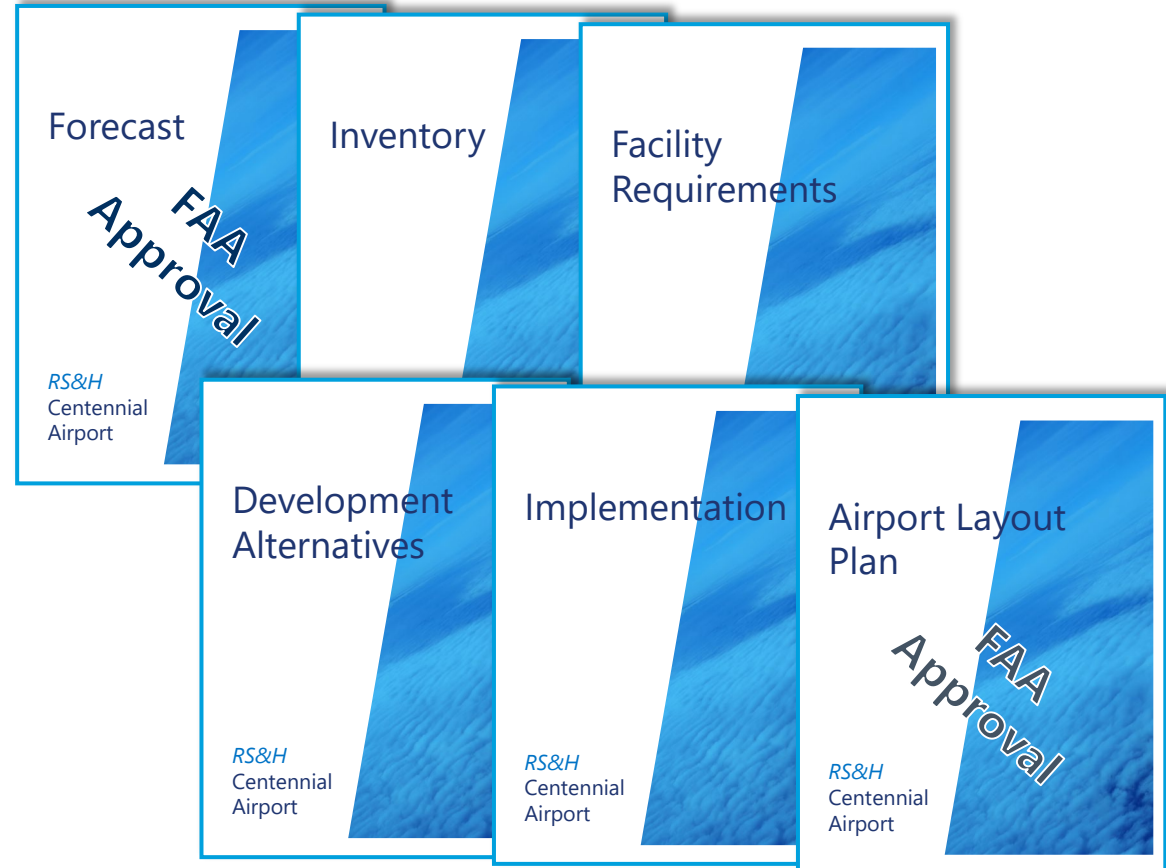 Forecast
FAA
Approval
RS&H
Centennial
Airport
Inventory
Facility
Requirements
Development
Alternatives
RS&H
Centennial
Airport
Implementation
RS&H
Centennial
Airport
Airport Layout
Plan
FAA
Approval
RS&H
Centennial
Airport